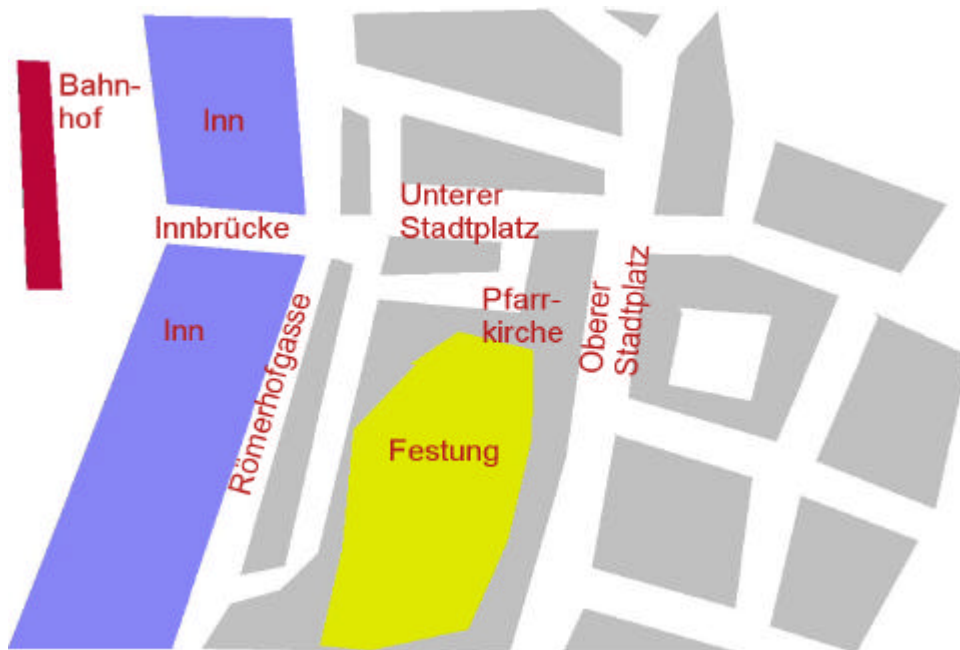 Bahn-
hof
Inn
Innbrücke
Unterer
Stadtplatz
Inn
Römerhofgasse
Pfarr-
kirche
Oberer
Stadtplatz
Festung